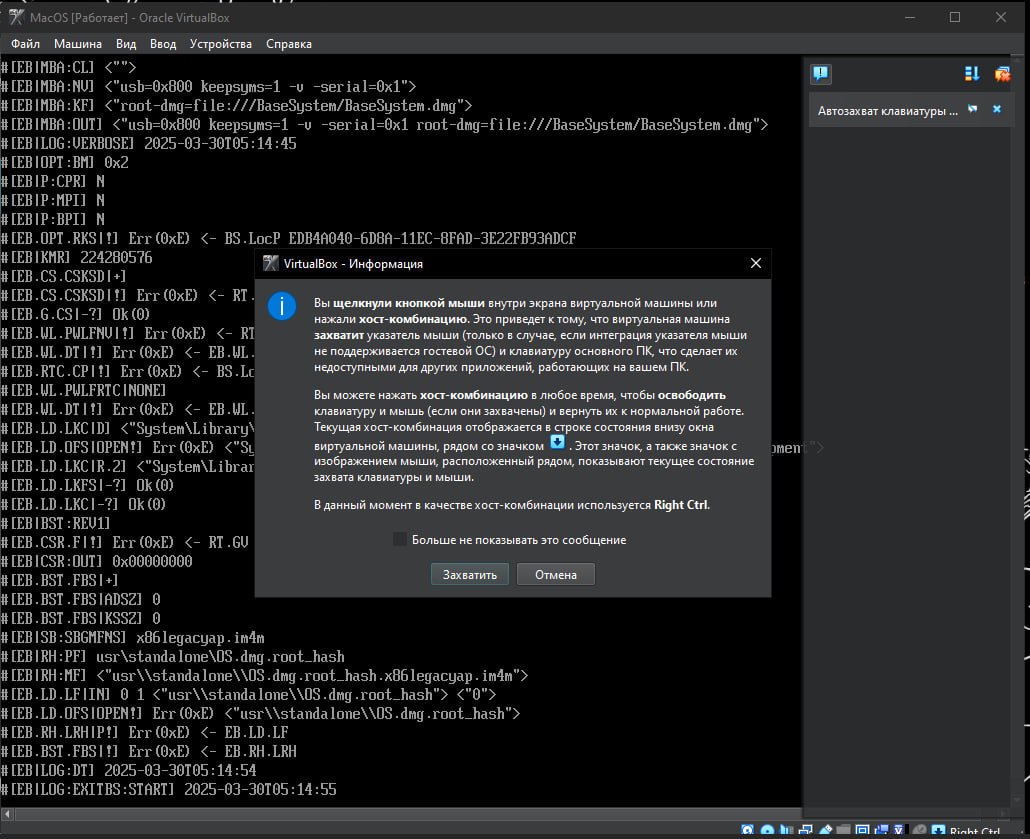 MacOS [Работает] - Oracle VirtualBox
Файл Машина Вид Ввод Устройства Справка
#[EB|MBA:CL] <"">
#[EB|MBA:NV] <"usb=0x800 keepsyms=1 -v -serial=0x1">
#[EB|MBA:KF] <"root-dmg=file:///BaseSystem/BaseSystem.dmg">
#[EB|MBA:OUT] <"usb=0x800 keepsyms=1 -v -serial=0x1 root-dmg=file:///BaseSystem/BaseSystem.dmg">
#[EB|LOG:VERBOSE] 2025-03-30T05:14:45
#[EB|OPT:BM] 0x2
#[EB|P:CPR] N
#[EB|P:MPI] N
#[EB|P:BPI] N
#[EB.OPT.RKS|!] Err(0xE) <- BS.LocP EDB4A040-6D8A-11EC-8FAD-3E22FB93ADCF
#[EB|KMR] 224280576
#[EB.CS.CSKSD|+]
#[EB.CS.CSKSD|!] Err(0xE) <- RT.
#[EB.G.CS|-?] Ok(0)
#[EB.WL.PWLFNV|!] Err(0xE) <- RT
#[EB.WL.DT|!] Err(0xE) <- EB.WL.
#[EB.RTC.CP|!] Err(0xE) <- BS.Lo
#[EB.WL.PWLFRTC|NONE]
#[EB.WL.DT|!] Err(0xE) <- EB.WL.
#[EB.LD.LKC|D] <"System\Library
#[EB.LD.OFS|OPEN!] Err(0xE) <"Sy pment">
#[EB.LD.LKC|R.2] <"System\Librar
#[EB.LD.LKFS|-?] Ok(0)
#[EB.LD.LKC|-?] Ok(0)
#[EB|BST:REV1]
#[EB.CSR.F|!] Err(0xE) <- RT.GV
#[EB|CSR:OUT] 0x00000000
#[EB.BST.FBS|+]
#[EB.BST.FBS|ADSZ] 0
#[EB.BST.FBS|KSSZ] 0
#[EB|SB:SBGMFNS] x86legacyap.im4m
#[EB|RH:PF] usr\standalone\OS.dmg.root_hash
#[EB|RH:MF] <"usr\\standalone\\OS.dmg.root_hash.x86legacyap.im4m">
#[EB.LD.LF|IN] 0 1 <"usr\\standalone\\OS.dmg.root_hash"> <"0">
#[EB.LD.OFS|OPEN!] Err(0xE) <"usr\\standalone\\OS.dmg.root_hash">
#[EB.RH.LRH|P!] Err(0xE) <- EB.LD.LF
#[EB.BST.FBS|!] Err(0xE) <- EB.RH.LRH
#[EB|LOG:DT] 2025-03-30T05:14:54
#[EB|LOG:EXITBS:START] 2025-03-30T05:14:55
VirtualBox - Информация
Вы щелкнули кнопкой мыши внутри экрана виртуальной машины или
нажали хост-комбинацию. Это приведет к тому, что виртуальная машина
захватит указатель мыши (только в случае, если интеграция указателя мыши
не поддерживается гостевой ОС) и клавиатуру основного ПК, что сделает их
недоступными для других приложений, работающих на вашем ПК.
Вы можете нажать хост-комбинацию в любое время, чтобы освободить
клавиатуру и мышь (если они захвачены) и вернуть их к нормальной работе.
Текущая хост-комбинация отображается в строке состояния внизу окна
виртуальной машины, рядом со значком . Этот значок, а также значок с
изображением мыши, расположенный рядом, показывают текущее состояние
захвата клавиатуры и мыши.
В данный момент в качестве хост-комбинации используется Right Ctrl.
Больше не показывать это сообщение
Захватить Отмена
Автозахват клавиатуры ...
Right Ctrl